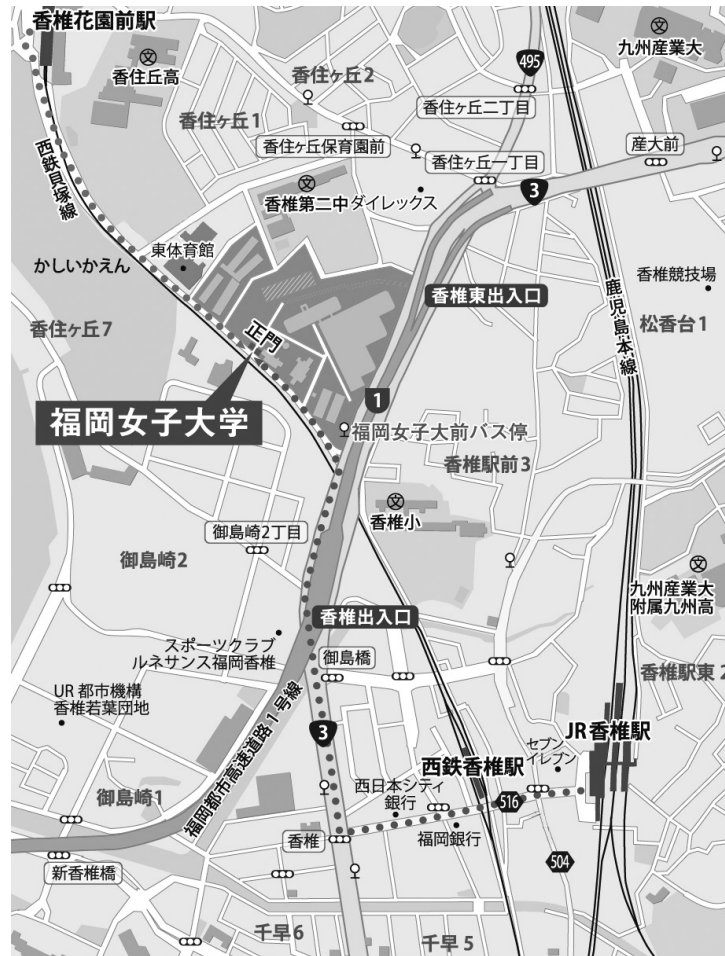 香椎花園前駅
文
香住丘高
香住ヶ丘2
495
文
九州産業大
香住ヶ丘二丁目
香住ヶ丘1
香住ヶ丘保育園前
香住ヶ丘一丁目
産大前
西鉄貝塚線
文
香椎第二中
ダイレックス
3
東体育館
かしいかえん
香椎競技場
香椎東出入口
鹿児島本線
松香台1
香住ヶ丘7
正門
1
福岡女子大学
福岡女子大前バス停
香椎駅前3
文
香椎小
御島崎2丁目
御島崎2
文
九州産業大
附属九州高
香椎出入口
スポーツクラブ
ルネサンス福岡香椎
御島橋
香椎駅東2
UR都市機構
香椎若葉団地
福岡都市高速道路1号線
3
JR香椎駅
セブン
イレブン
西鉄香椎駅
西日本シティ
銀行
516
御島崎1
香椎
福岡銀行
504
新香椎橋
千早6
千早5